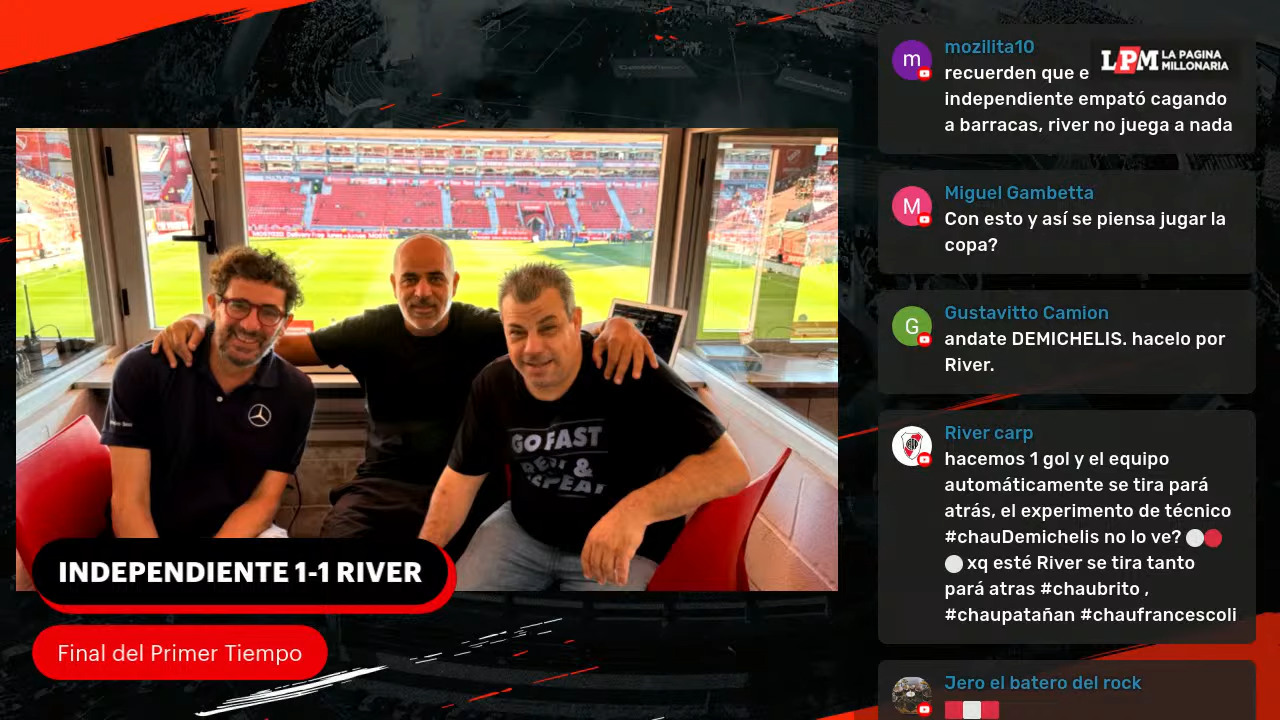 GO FAST
REST &
REPEAT
INDEPENDIENTE 1-1 RIVER
Final del Primer Tiempo
LPM LA PAGINA
MILLONARIA
mozilita10
recuerden que e
independiente empató cagando
a barracas, river no juega a nada
Miguel Gambetta
Con esto y así se piensa jugar la
copa?
Gustavitto Camion
andate DEMICHELIS. hacelo por
River.
River carp
hacemos 1 gol y el equipo
automáticamente se tira pará
atrás, el experimento de técnico
#chauDemichelis no lo ve? ⚪🔴
⚪ xq esté River se tira tanto
pará atras #chaubrito ,
#chaupatañan #chaufrancescoli
Jero el batero del rock